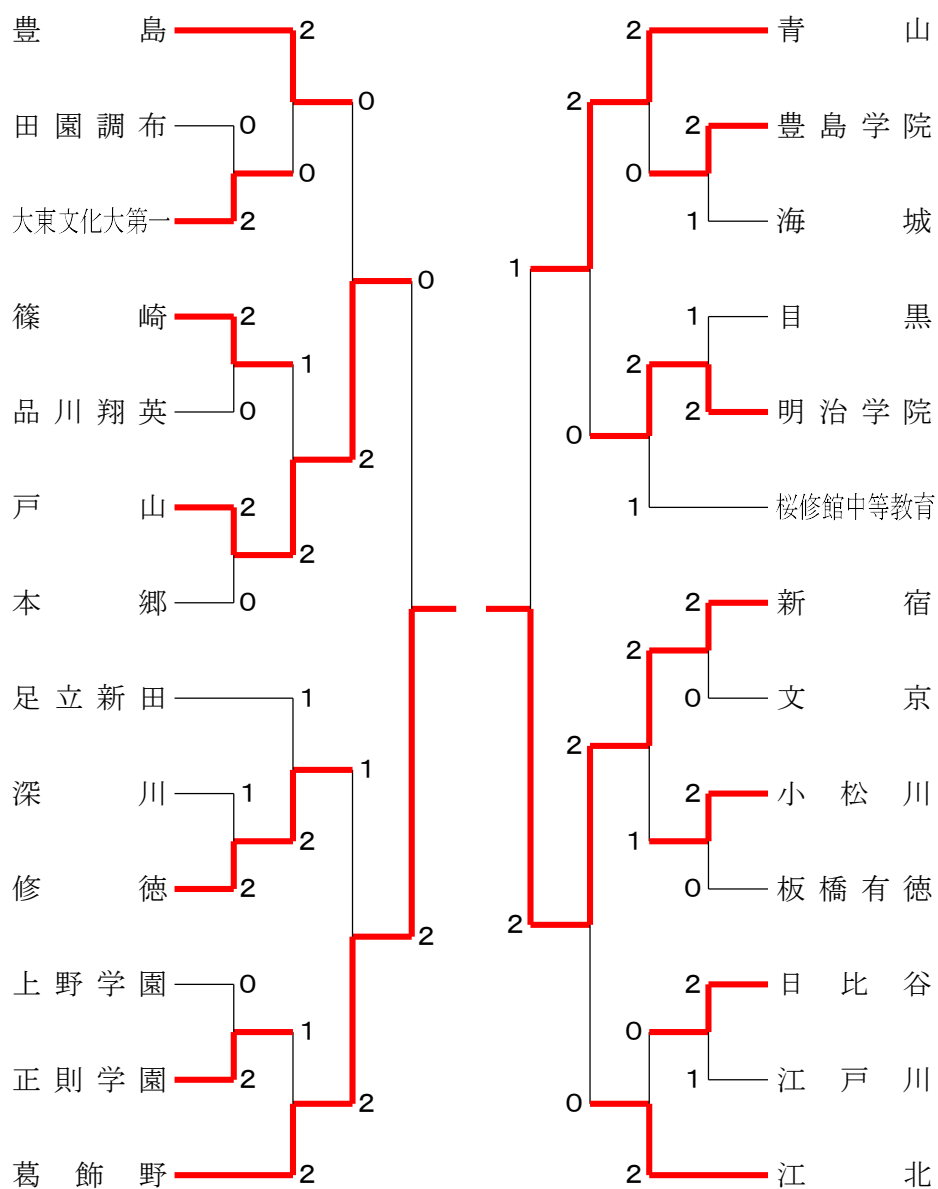 豊島 2 2 青山
0 2
田園調布 0 2 豊島学院
0 0
大東文化大第一 2 1 海城
0 1
篠崎 2 1 目黒
1 2
品川翔英 0 2 明治学院
2 0
戸山 2 1 桜修館中等教育
2
本郷 0 2 新宿
2
足立新田 1 0 文京
1 2
深川 1 2 小松川
2 1
修徳 2 0 板橋有徳
2 2
上野学園 0 2 日比谷
1 0
正則学園 2 1 江戸川
2 0
葛飾野 2 2 江北